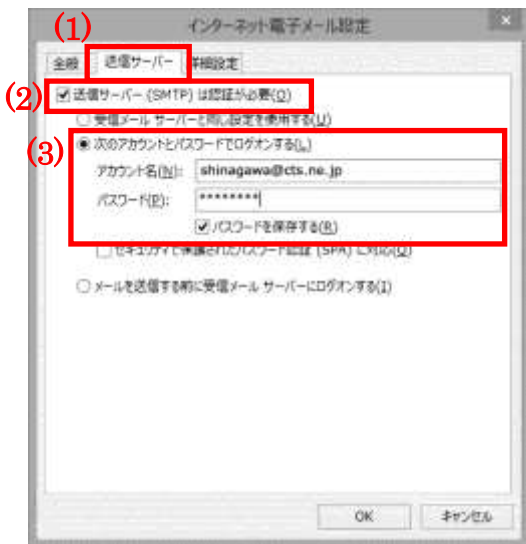 インターネット電子メール設定
(1)
全般 送信サーバー 詳細設定
(2)
送信サーバー (SMTP) は認証が必要(O)
受信メール サーバーと同じ設定を使用する(U)
(3)
次のアカウントとパスワードでログオンする(L)
アカウント名(N): shinagawa@cts.ne.jp
パスワード(P): ********
パスワードを保存する(R)
セキュリティで保護されたパスワード認証 (SPA) に対応(Q)
メールを送信する前に受信メール サーバーにログオンする(I)
OK キャンセル